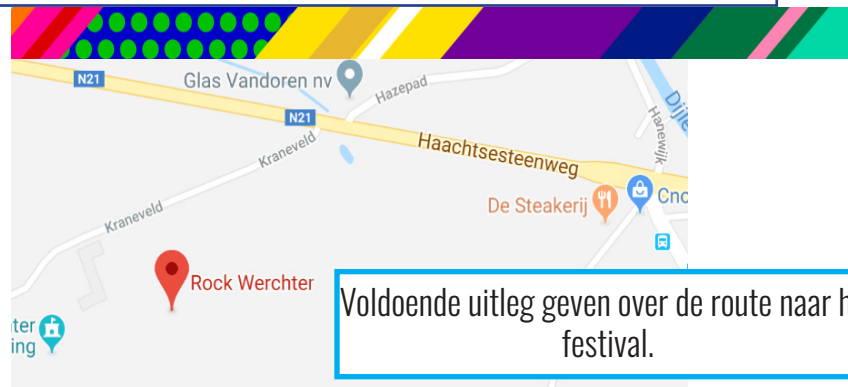 N21
Glas Vandoren nv
Hazepad
N21
Kraneveld
Haachtsesteenweg
Hanewijk
De Steakerij
Kraneveld
Rock Werchter
Voldoende uitleg geven over de route naar
festival.